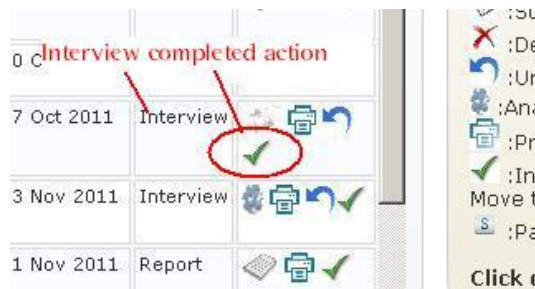 Interview completed action
0 C
7 Oct 2011 Interview
3 Nov 2011 Interview
1 Nov 2011 Report
:De
:Ana
:Pr
:In
Move t
S :Pa
Click